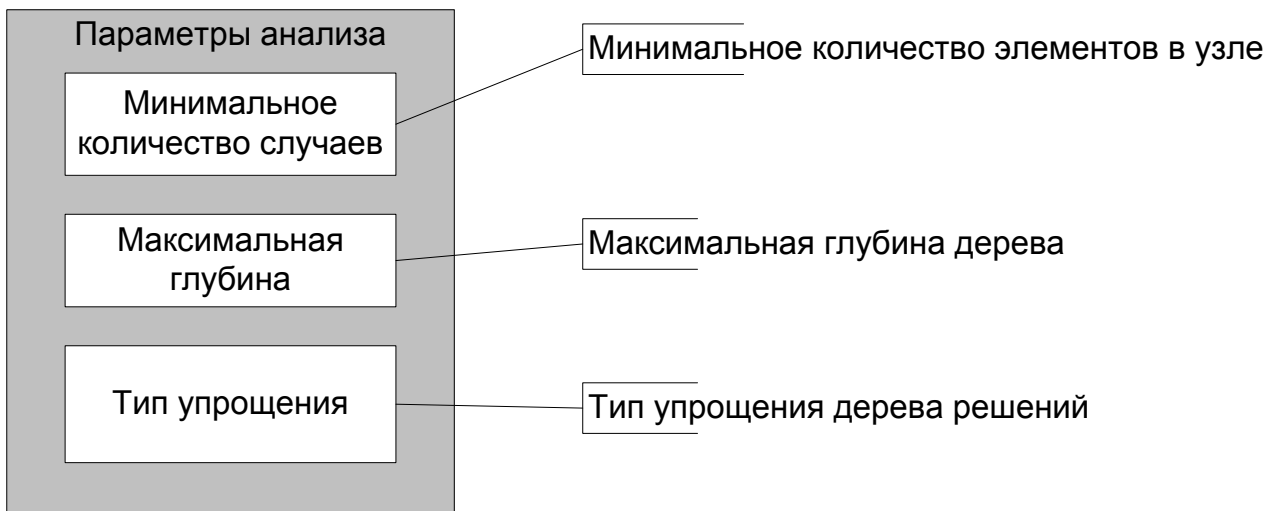 Параметры анализа
Минимальное
количество случаев
Минимальное количество элементов в узле
Максимальная
глубина
Максимальная глубина дерева
Тип упрощения
Тип упрощения дерева решений